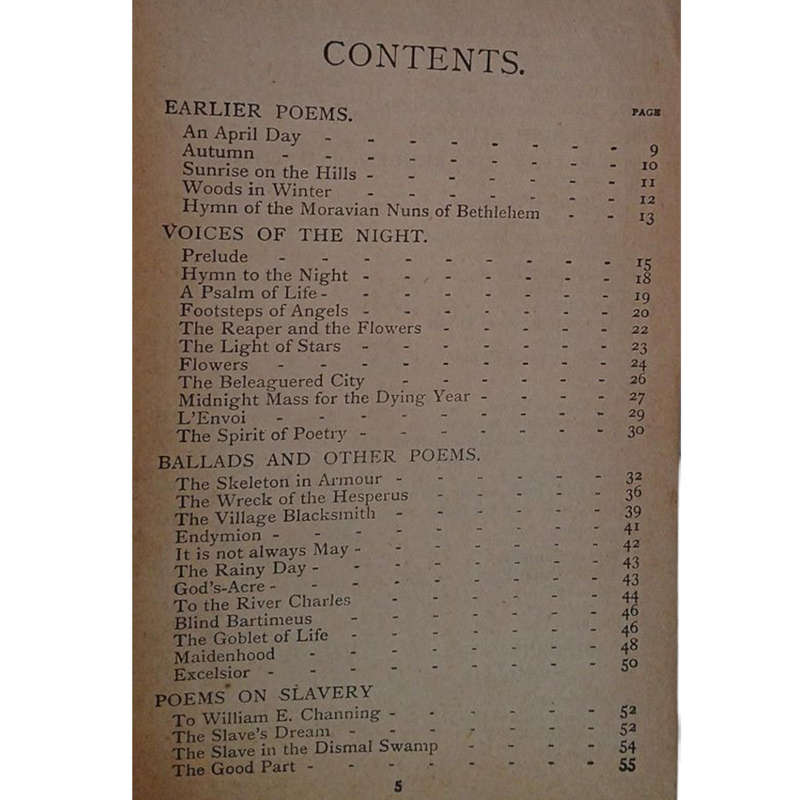 CONTENTS.
EARLIER POEMS. PAGE
An April Day - - - - - - - - 9
Autumn - - - - - - - - - 10
Sunrise on the Hills - - - - - - - 11
Woods in Winter - - - - - - - 12
Hymn of the Moravian Nuns of Bethlehem - - 13
VOICES OF THE NIGHT.
Prelude - - - - - - - - - 15
Hymn to the Night - - - - - - - 18
A Psalm of Life - - - - - - - - 19
Footsteps of Angels - - - - - - - 20
The Reaper and the Flowers - - - - - 22
The Light of Stars - - - - - - - 23
Flowers - - - - - - - - - 24
The Beleaguered City - - - - - - 26
Midnight Mass for the Dying Year - - - - 27
L'Envoi - - - - - - - - - 29
The Spirit of Poetry - - - - - - - 30
BALLADS AND OTHER POEMS.
The Skeleton in Armour - - - - - - 32
The Wreck of the Hesperus - - - - - 36
The Village Blacksmith - - - - - - 39
Endymion - - - - - - - - - 41
It is not always May - - - - - - - 42
The Rainy Day - - - - - - - - 43
God's-Acre - - - - - - - - - 43
To the River Charles - - - - - - 44
Blind Bartimeus - - - - - - - 46
The Goblet of Life - - - - - - - 46
Maidenhood - - - - - - - - 48
Excelsior - - - - - - - - - 50
POEMS ON SLAVERY
To William E. Channing - - - - - - 52
The Slave's Dream - - - - - - - 52
The Slave in the Dismal Swamp - - - - 54
The Good Part - - - - - - - - 55
5